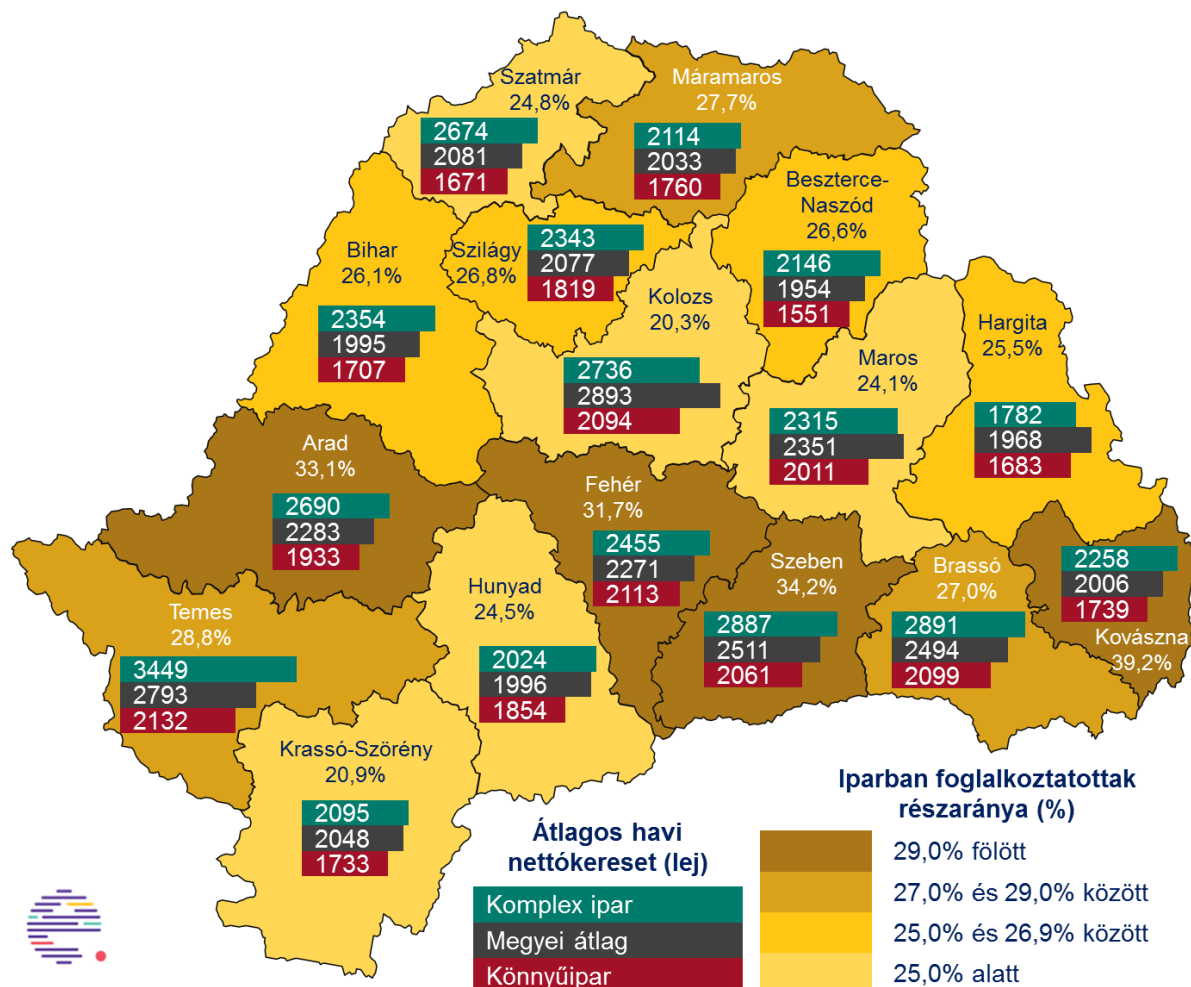 Szatmár
24,8%
2674
2081
1671
Máramaros
27,7%
2114
2033
1760
Beszterce-
Naszód
26,6%
2146
1954
1551
Bihar
26,1%
2354
1995
1707
Szilágy
26,8%
2343
2077
1819
Kolozs
20,3%
2736
2893
2094
Maros
24,1%
2315
2351
2011
Hargita
25,5%
1782
1968
1683
Arad
33,1%
2690
2283
1933
Fehér
31,7%
2455
2271
2113
Hunyad
24,5%
2024
1996
1854
Szeben
34,2%
2887
2511
2061
Brassó
27,0%
2891
2494
2099
2258
2006
1739
Kovászna
39,2%
Temes
28,8%
3449
2793
2132
Krassó-Szörény
20,9%
2095
2048
1733
Átlagos havi
nettókereset (lej)
Komplex ipar
Megyei átlag
Könnyűipar
Iparban foglalkoztatottak
részaránya (%)
29,0% fölött
27,0% és 29,0% között
25,0% és 26,9% között
25,0% alatt